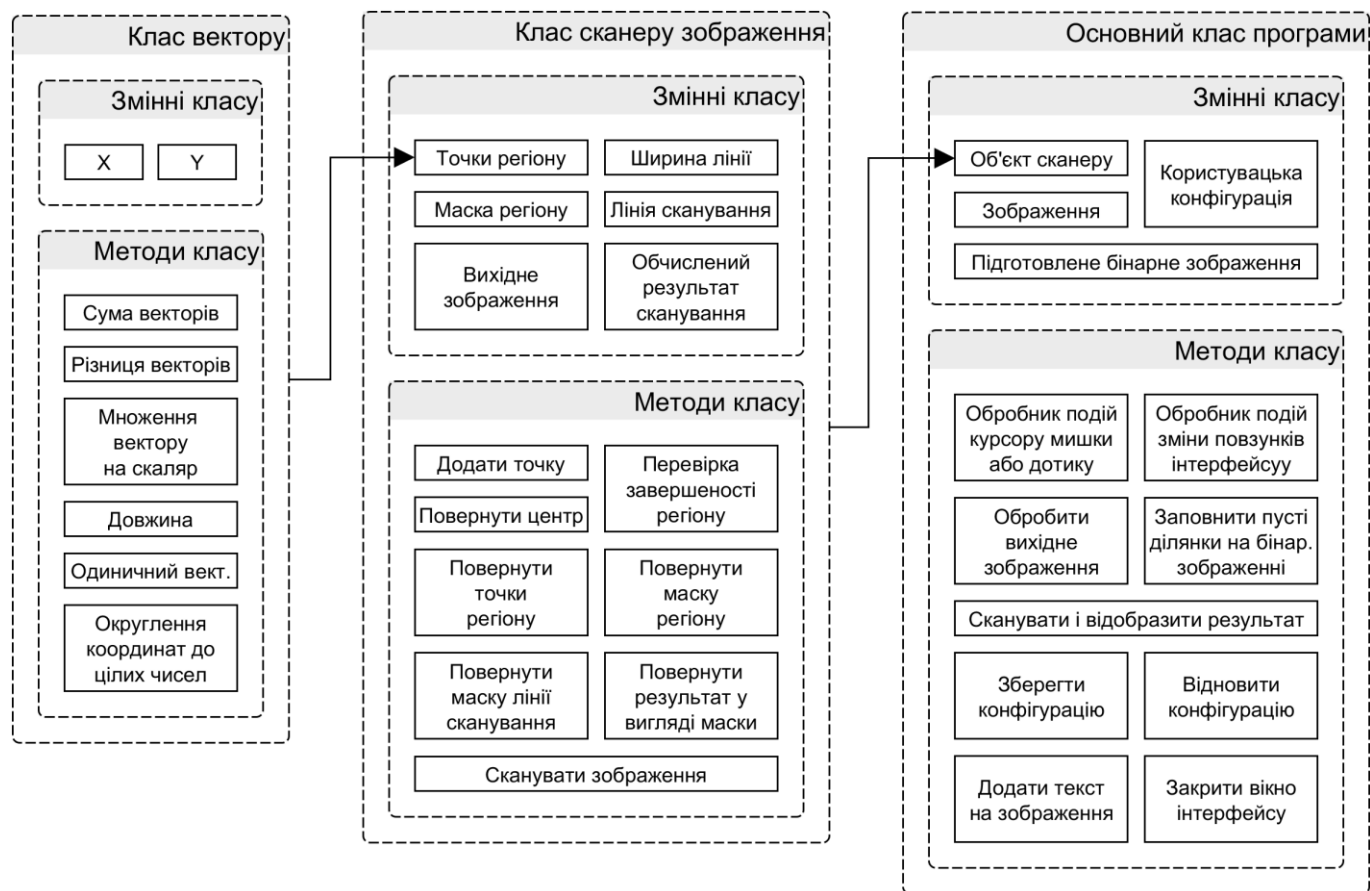 Клас вектору
Змінні класу
X
Y
Методи класу
Сума векторів
Різниця векторів
Множення
вектору
на скаляр
Довжина
Одиничний вект.
Округлення
координат до
цілих чисел
Клас сканеру зображення
Змінні класу
Точки регіону
Ширина лінії
Маска регіону
Лінія сканування
Вихідне
зображення
Обчислений
результат
сканування
Методи класу
Додати точку
Перевірка
завершеності
регіону
Повернути центр
Повернути
точки
регіону
Повернути
маску
регіону
Повернути
маску лінії
сканування
Повернути
результат у
вигляді маски
Сканувати зображення
Основний клас програми
Змінні класу
Об'єкт сканеру
Користувацька
конфігурація
Зображення
Підготовлене бінарне зображення
Методи класу
Обробник подій
курсору мишки
або дотику
Обробник подій
зміни повзунків
інтерфейсуу
Обробити
вихідне
зображення
Заповнити пусті
ділянки на бінар.
зображенні
Сканувати і відобразити результат
Зберегти
конфігурацію
Відновити
конфігурацію
Додати текст
на зображення
Закрити вікно
інтерфейсу